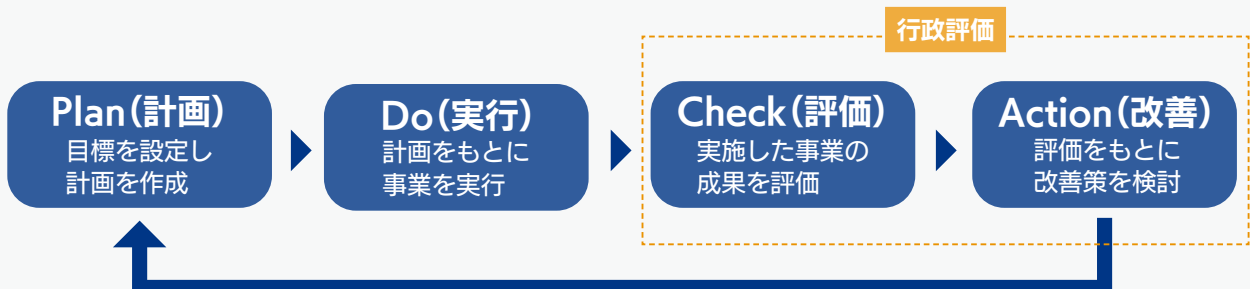 行政評価
Plan(計画)
目標を設定し
計画を作成
Do(実行)
計画をもとに
事業を実行
Check(評価)
実施した事業の
成果を評価
Action(改善)
評価をもとに
改善策を検討